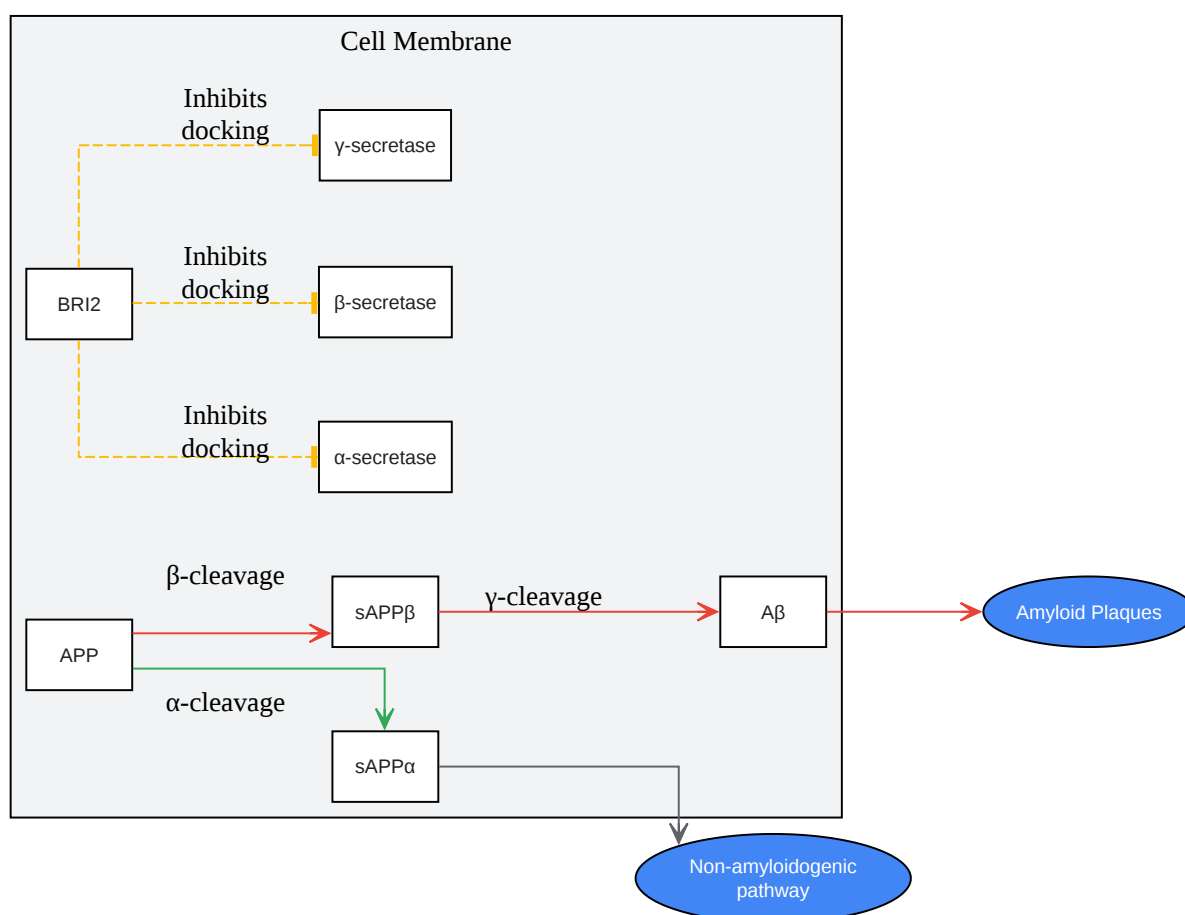 Cell Membrane
Inhibits
docking
γ-secretase
Inhibits
docking
BRI2
β-secretase
Inhibits
docking
α-secretase
β-cleavage
sAPPβ
γ-cleavage
Aβ
Amyloid Plaques
APP
α-cleavage
sAPPα
Non-amyloidogenic
pathway